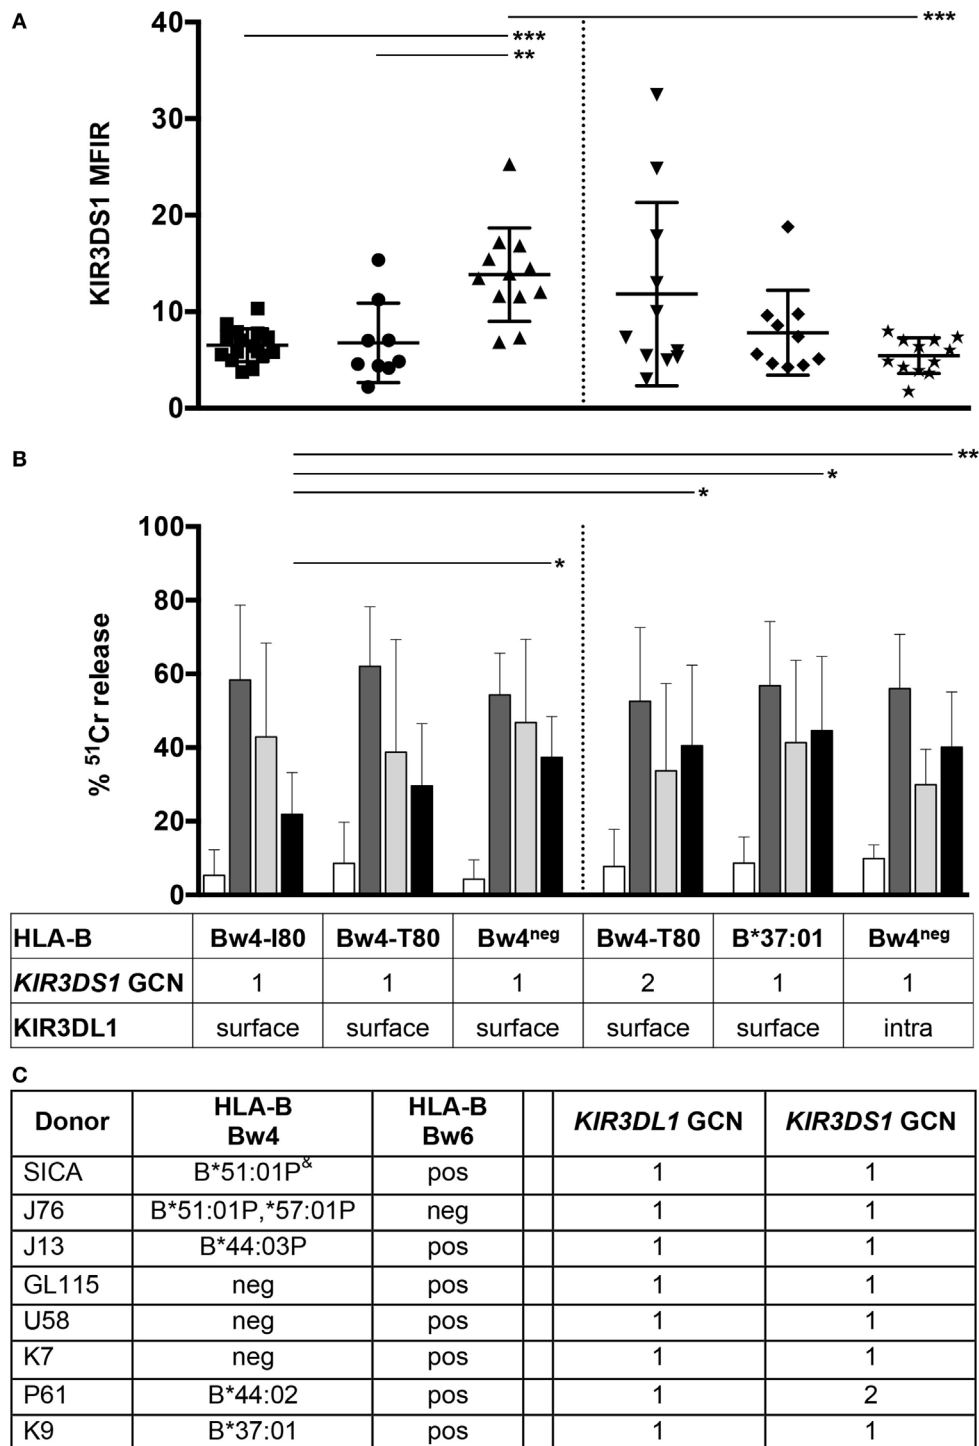 A
KIR3DS1 MFIR
40
30
20
10
0
***
***
**
B
% ⁵¹Cr release
100
80
60
40
20
0
**
*
*
*
HLA-B Bw4-I80 Bw4-T80 Bw4ⁿᵉᵍ Bw4-T80 B*37:01 Bw4ⁿᵉᵍ
KIR3DS1 GCN 1 1 1 2 1 1
KIR3DL1 surface surface surface surface surface intra
C
Donor HLA-B Bw4 HLA-B Bw6 KIR3DL1 GCN KIR3DS1 GCN
SICA B*51:01P& pos 1 1
J76 B*51:01P,*57:01P neg 1 1
J13 B*44:03P pos 1 1
GL115 neg pos 1 1
U58 neg pos 1 1
K7 neg pos 1 1
P61 B*44:02 pos 1 2
K9 B*37:01 pos 1 1